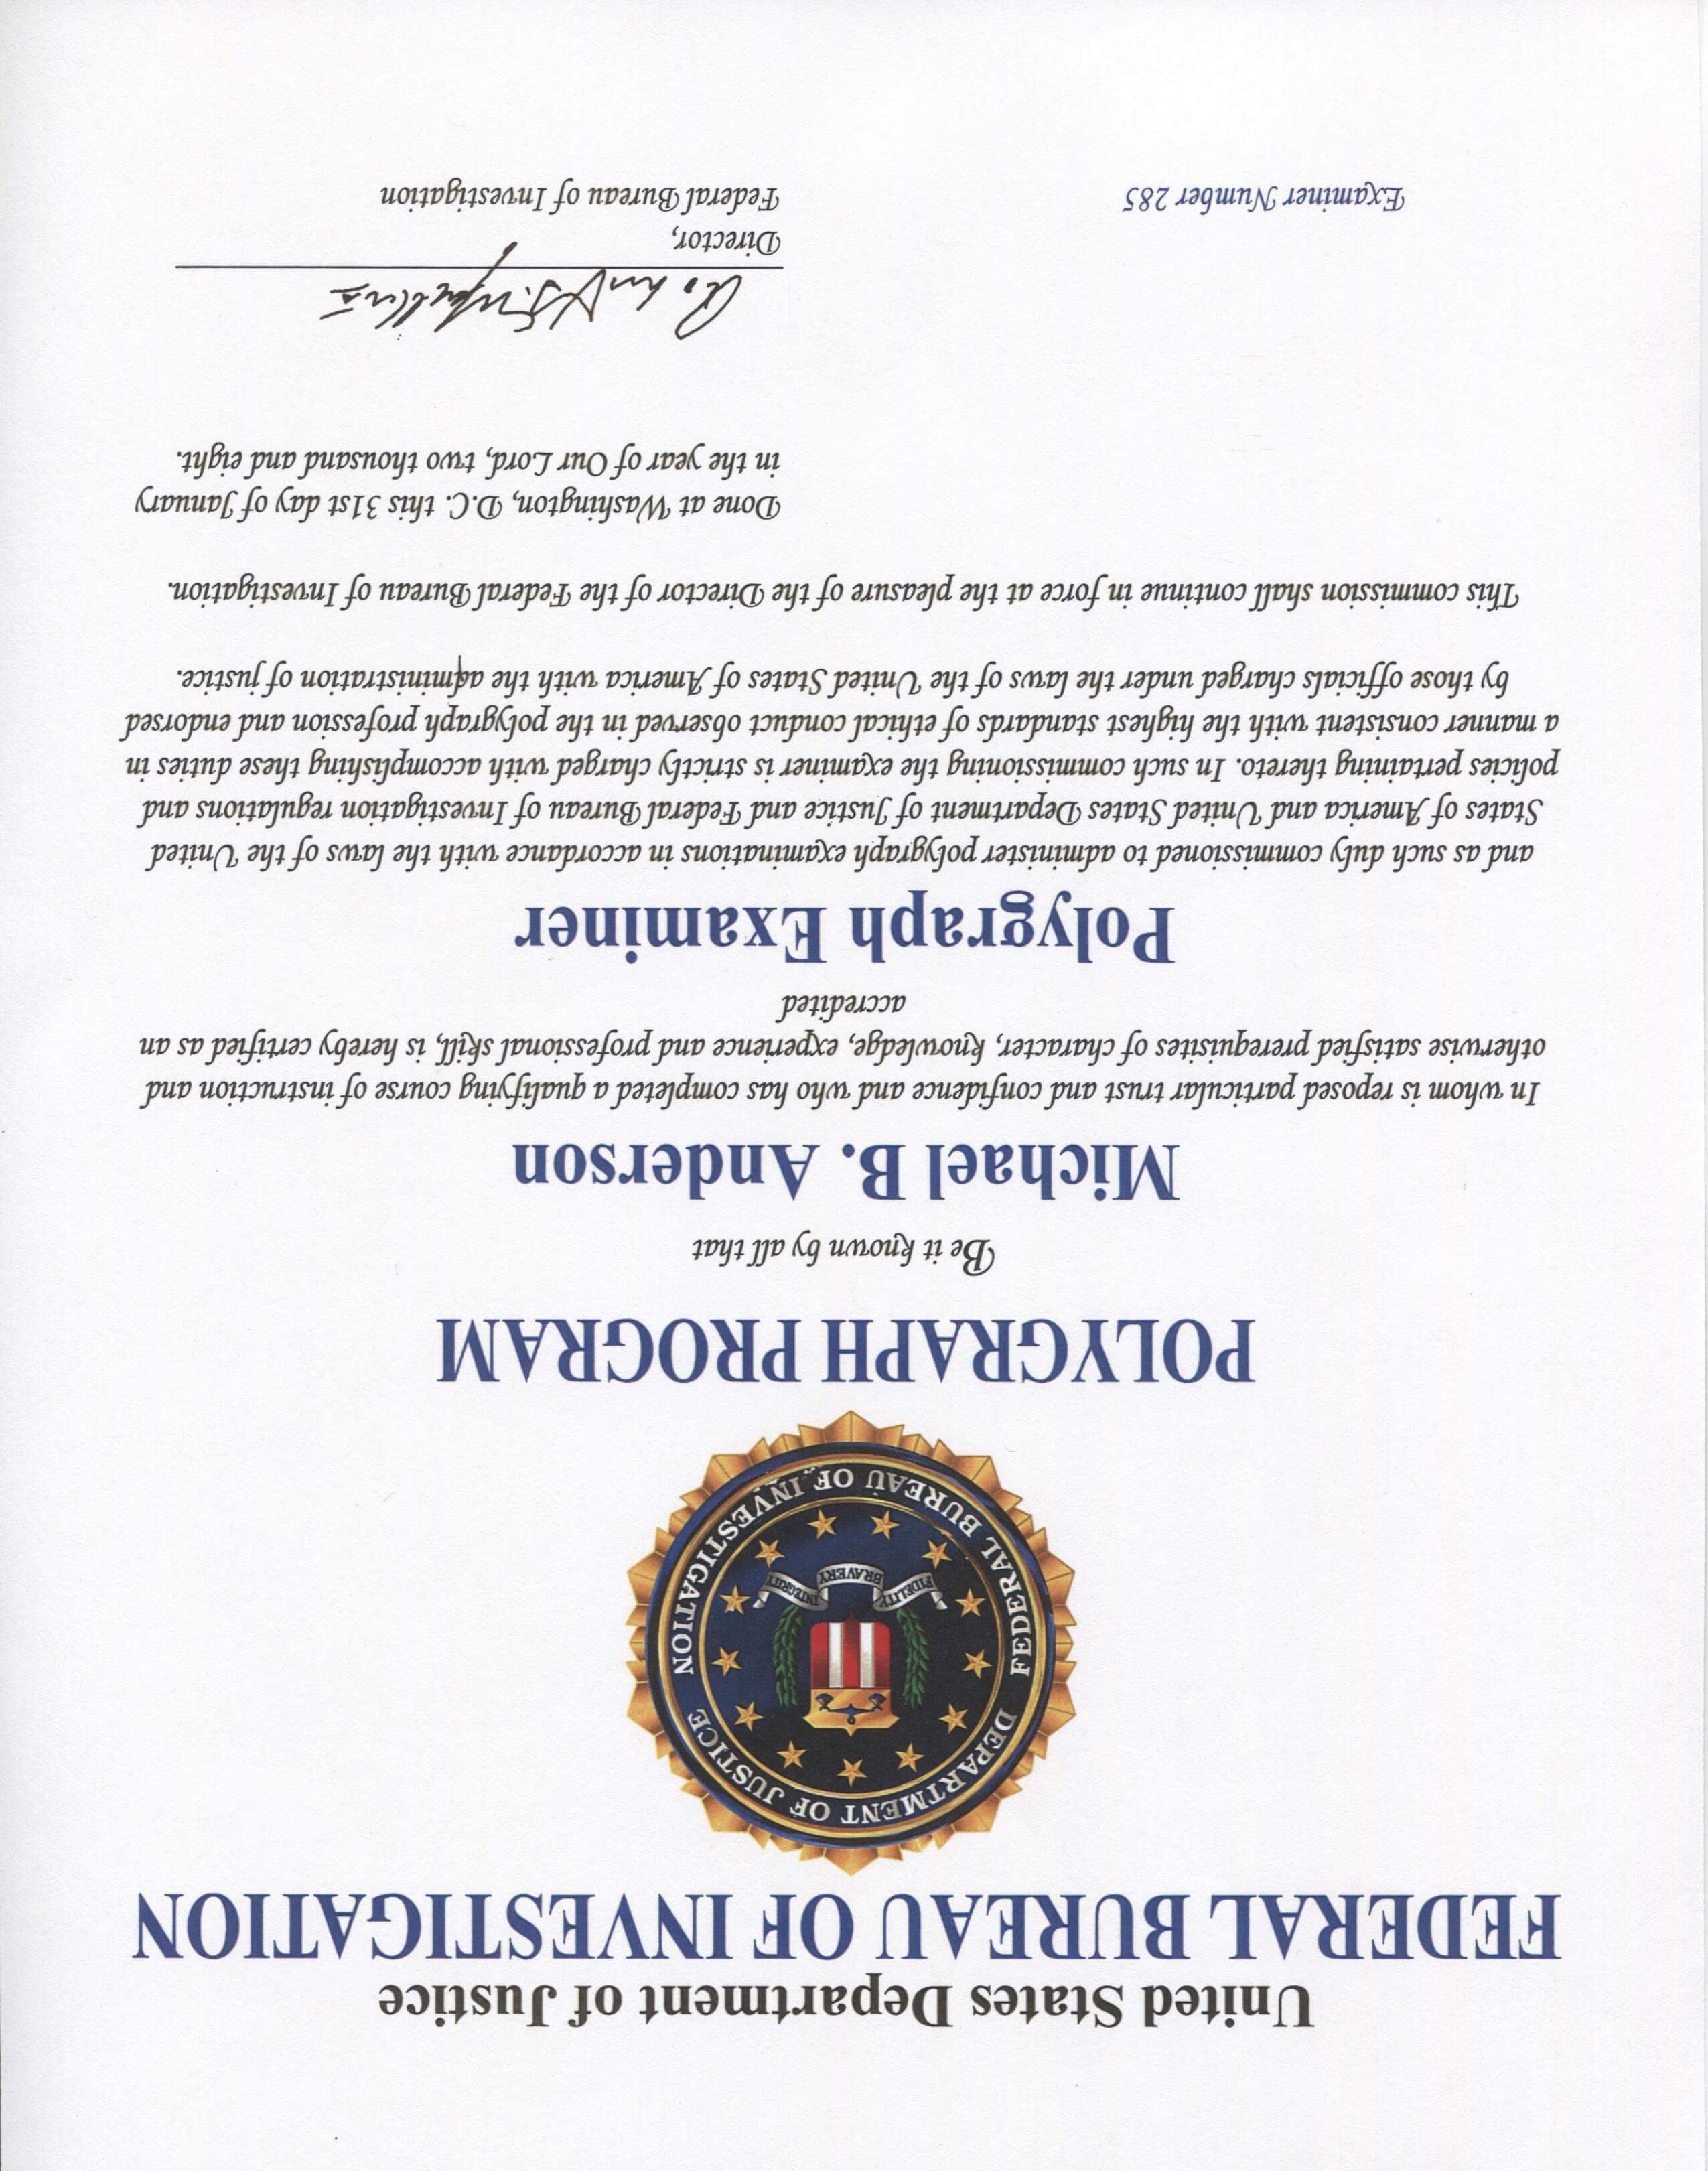 United States Department of Justice
FEDERAL BUREAU OF INVESTIGATION
DEPARTMENT OF JUSTICE
FEDERAL BUREAU OF INVESTIGATION
FIDELITY BRAVERY INTEGRITY
POLYGRAPH PROGRAM
Be it known by all that
Michael B. Anderson
In whom is reposed particular trust and confidence and who has completed a qualifying course of instruction and
otherwise satisfied prerequisites of character, knowledge, experience and professional skill, is hereby certified as an
accredited
Polygraph Examiner
and as such duly commissioned to administer polygraph examinations in accordance with the laws of the United
States of America and United States Department of Justice and Federal Bureau of Investigation regulations and
policies pertaining thereto. In such commissioning the examiner is strictly charged with accomplishing these duties in
a manner consistent with the highest standards of ethical conduct observed in the polygraph profession and endorsed
by those officials charged under the laws of the United States of America with the administration of justice.
This commission shall continue in force at the pleasure of the Director of the Federal Bureau of Investigation.
Done at Washington, D.C. this 31st day of January
in the year of Our Lord, two thousand and eight.
Robert S. Mueller III
Director,
Federal Bureau of Investigation
Examiner Number 285